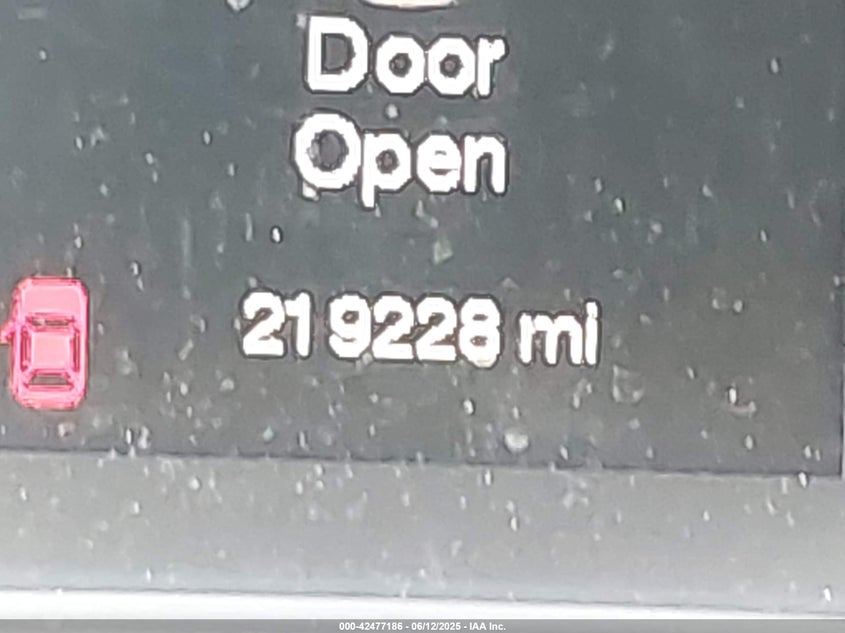 Door
Open
219228 mi
000-42477186 - 06/12/2025 - IAA Inc.